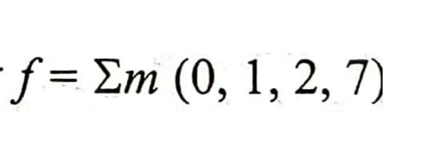 f = Σm (0, 1, 2, 7)